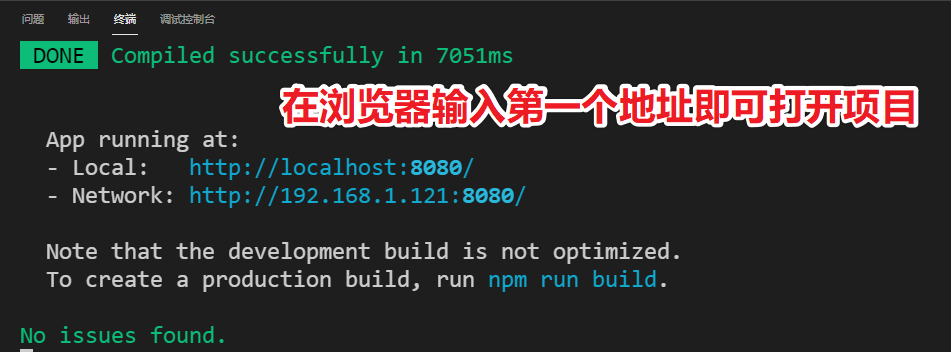 问题 输出 终端 调试控制台
DONE Compiled successfully in 7051ms
在浏览器输入第一个地址即可打开项目
App running at:
- Local: http://localhost:8080/
- Network: http://192.168.1.121:8080/
Note that the development build is not optimized.
To create a production build, run npm run build.
No issues found.